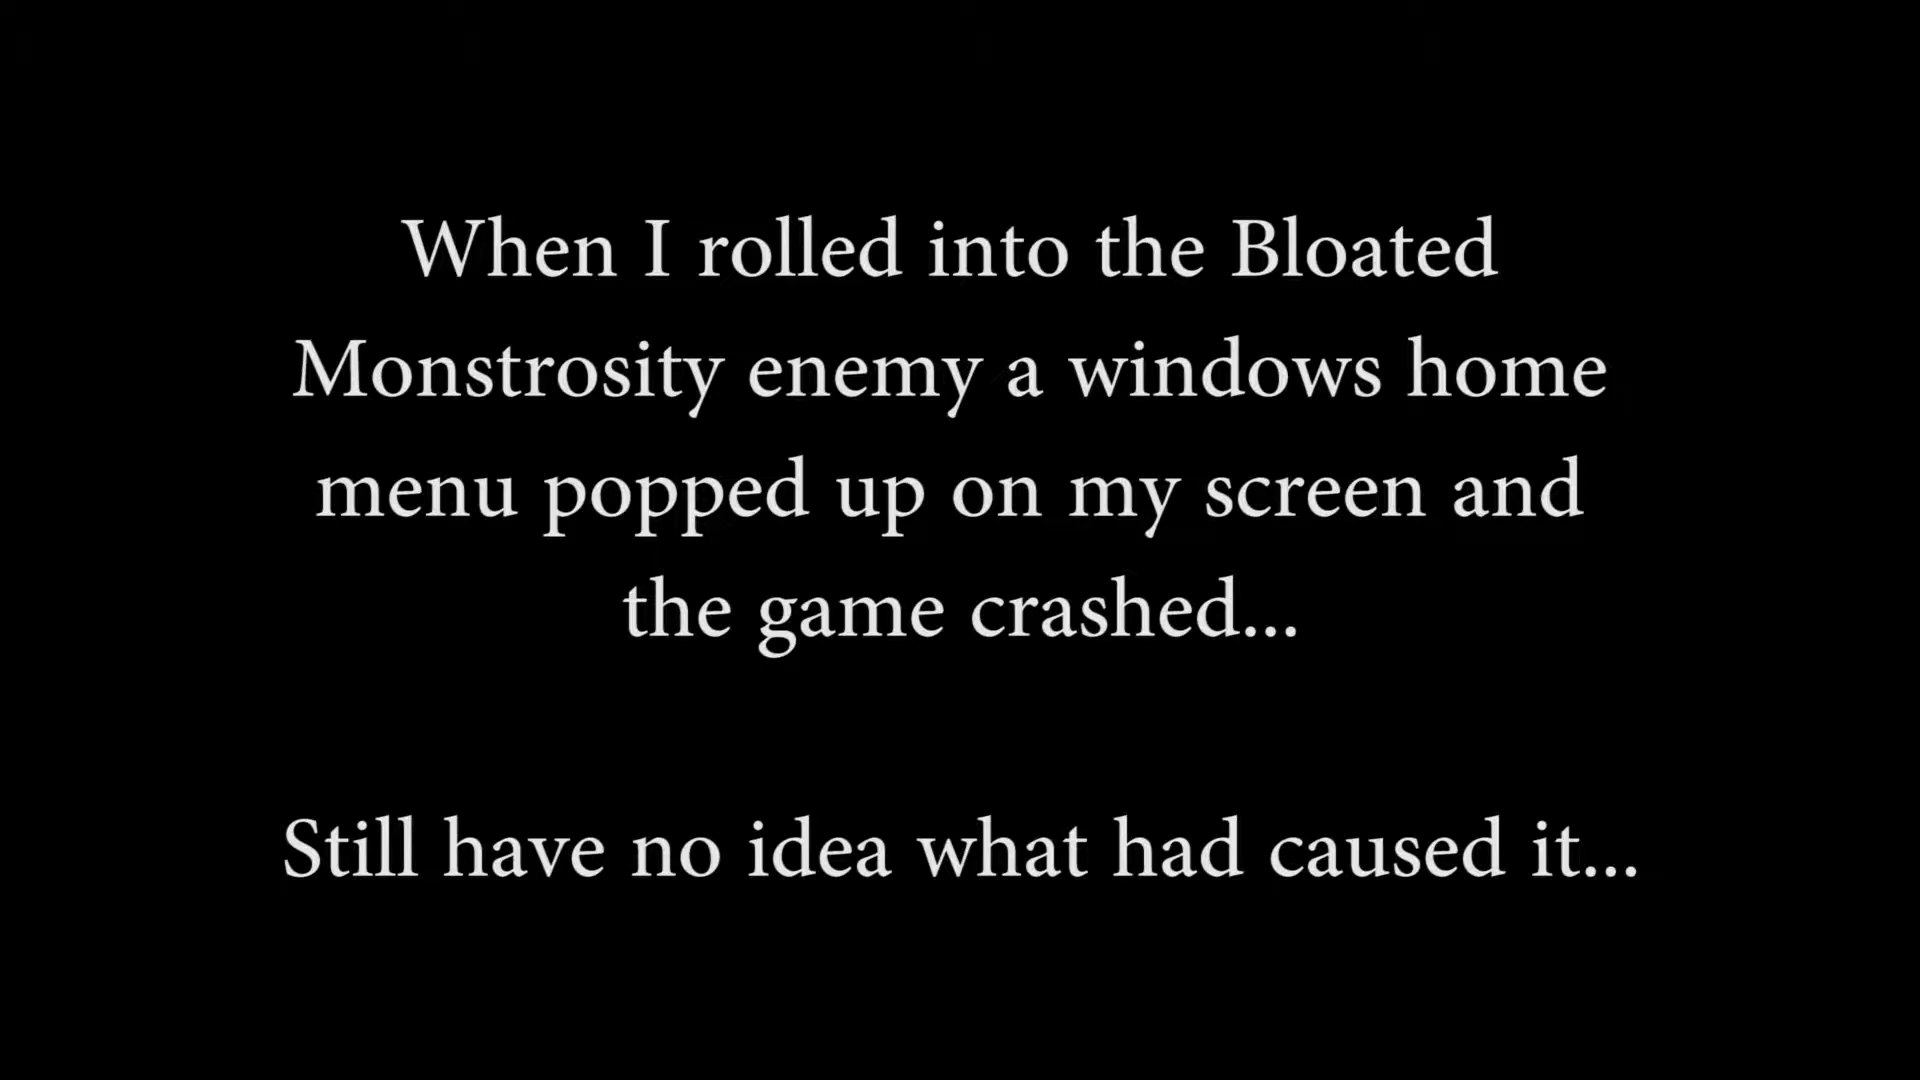 When I rolled into the Bloated
Monstrosity enemy a windows home
menu popped up on my screen and
the game crashed...
Still have no idea what had caused it...